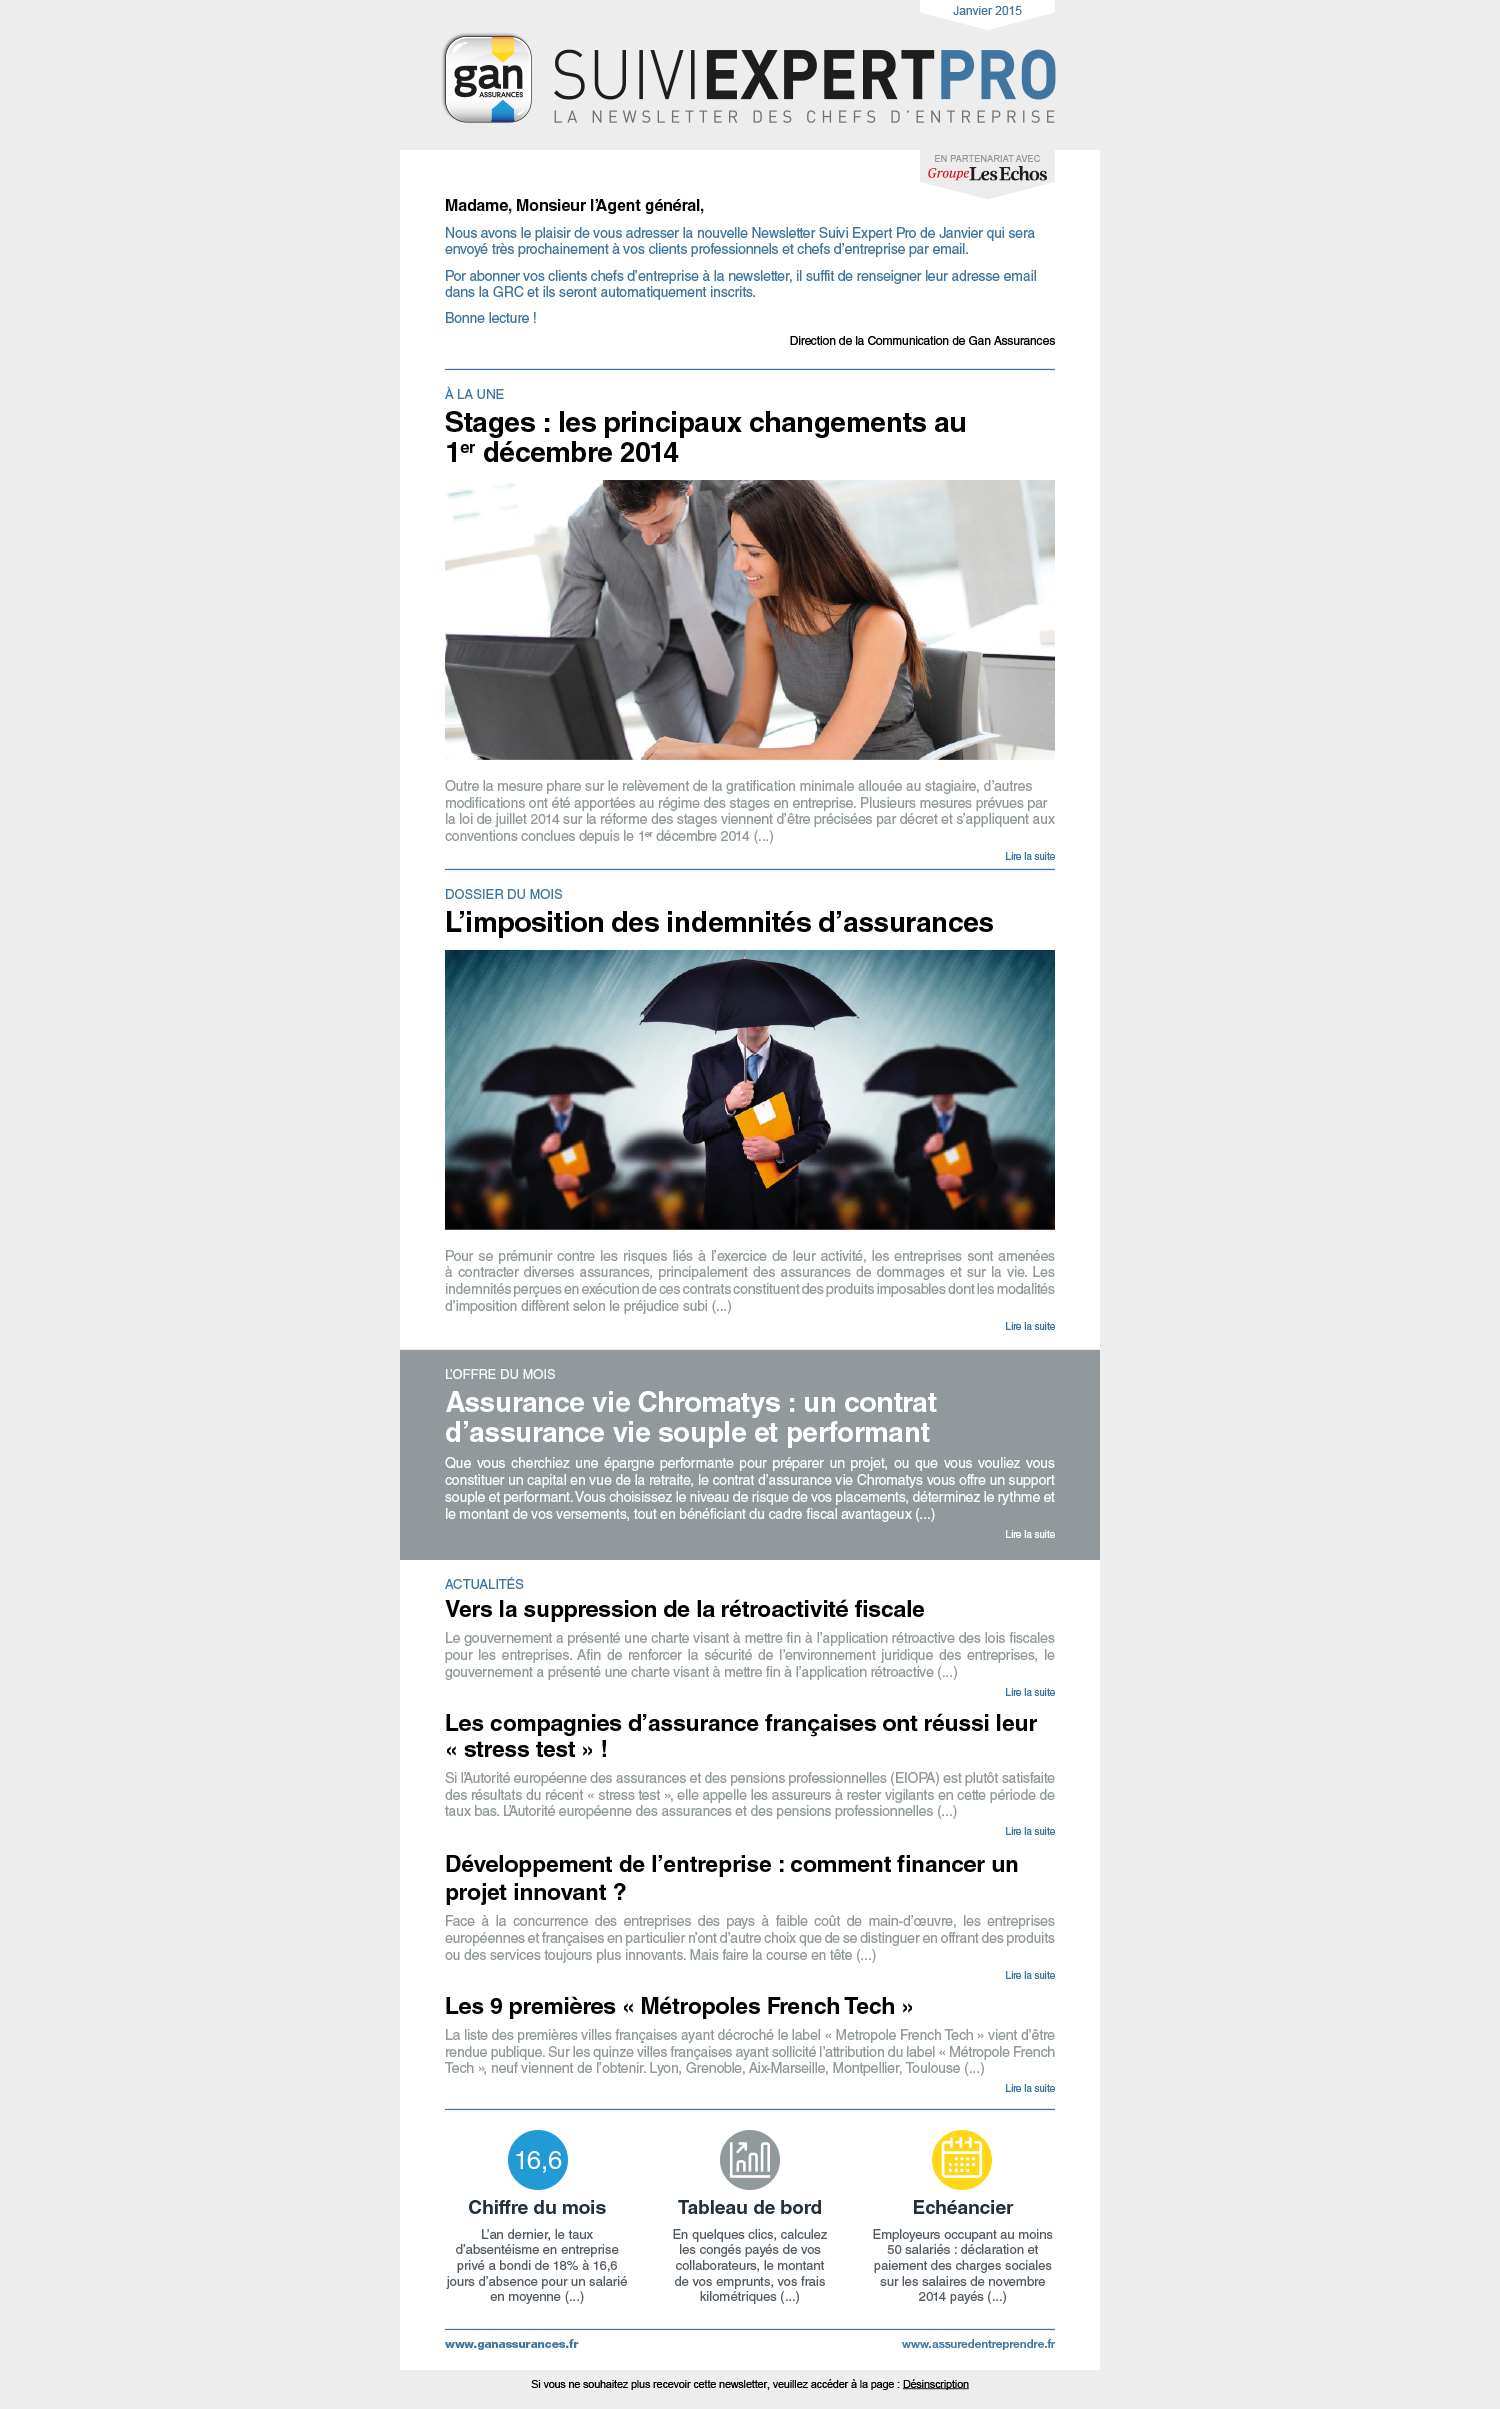 Janvier 2015
gan
ASSURANCES
SUIVIEXPERTPRO
LA NEWSLETTER DES CHEFS D'ENTREPRISE
EN PARTENARIAT AVEC
GroupeLesEchos
Madame, Monsieur l'Agent général,
Nous avons le plaisir de vous adresser la nouvelle Newsletter Suivi Expert Pro de Janvier qui sera
envoyé très prochainement à vos clients professionnels et chefs d'entreprise par email.
Por abonner vos clients chefs d'entreprise à la newsletter, il suffit de renseigner leur adresse email
dans la GRC et ils seront automatiquement inscrits.
Bonne lecture !
Direction de la Communication de Gan Assurances
À LA UNE
Stages : les principaux changements au
1er décembre 2014
Outre la mesure phare sur le relèvement de la gratification minimale allouée au stagiaire, d'autres
modifications ont été apportées au régime des stages en entreprise. Plusieurs mesures prévues par
la loi de juillet 2014 sur la réforme des stages viennent d'être précisées par décret et s'appliquent aux
conventions conclues depuis le 1er décembre 2014 (...)
Lire la suite
DOSSIER DU MOIS
L'imposition des indemnités d'assurances
Pour se prémunir contre les risques liés à l'exercice de leur activité, les entreprises sont amenées
à contracter diverses assurances, principalement des assurances de dommages et sur la vie. Les
indemnités perçues en exécution de ces contrats constituent des produits imposables dont les modalités
d'imposition diffèrent selon le préjudice subi (...)
Lire la suite
L'OFFRE DU MOIS
Assurance vie Chromatys : un contrat
d'assurance vie souple et performant
Que vous cherchiez une épargne performante pour préparer un projet, ou que vous vouliez vous
constituer un capital en vue de la retraite, le contrat d'assurance vie Chromatys vous offre un support
souple et performant. Vous choisissez le niveau de risque de vos placements, déterminez le rythme et
le montant de vos versements, tout en bénéficiant du cadre fiscal avantageux (...)
Lire la suite
ACTUALITÉS
Vers la suppression de la rétroactivité fiscale
Le gouvernement a présenté une charte visant à mettre fin à l'application rétroactive des lois fiscales
pour les entreprises. Afin de renforcer la sécurité de l'environnement juridique des entreprises, le
gouvernement a présenté une charte visant à mettre fin à l'application rétroactive (...)
Lire la suite
Les compagnies d'assurance françaises ont réussi leur
« stress test » !
Si l'Autorité européenne des assurances et des pensions professionnelles (EIOPA) est plutôt satisfaite
des résultats du récent « stress test », elle appelle les assureurs à rester vigilants en cette période de
taux bas. L'Autorité européenne des assurances et des pensions professionnelles (...)
Lire la suite
Développement de l'entreprise : comment financer un
projet innovant ?
Face à la concurrence des entreprises des pays à faible coût de main-d'œuvre, les entreprises
européennes et françaises en particulier n'ont d'autre choix que de se distinguer en offrant des produits
ou des services toujours plus innovants. Mais faire la course en tête (...)
Lire la suite
Les 9 premières « Métropoles French Tech »
La liste des premières villes françaises ayant décroché le label « Metropole French Tech » vient d'être
rendue publique. Sur les quinze villes françaises ayant sollicité l'attribution du label « Métropole French
Tech », neuf viennent de l'obtenir. Lyon, Grenoble, Aix-Marseille, Montpellier, Toulouse (...)
Lire la suite
16,6
Chiffre du mois
L'an dernier, le taux
d'absentéisme en entreprise
privé a bondi de 18% à 16,6
jours d'absence pour un salarié
en moyenne (...)
Tableau de bord
En quelques clics, calculez
les congés payés de vos
collaborateurs, le montant
de vos emprunts, vos frais
kilométriques (...)
Echéancier
Employeurs occupant au moins
50 salariés : déclaration et
paiement des charges sociales
sur les salaires de novembre
2014 payés (...)
www.ganassurances.fr
www.assuredentreprendre.fr
Si vous ne souhaitez plus recevoir cette newsletter, veuillez accéder à la page : Désinscription